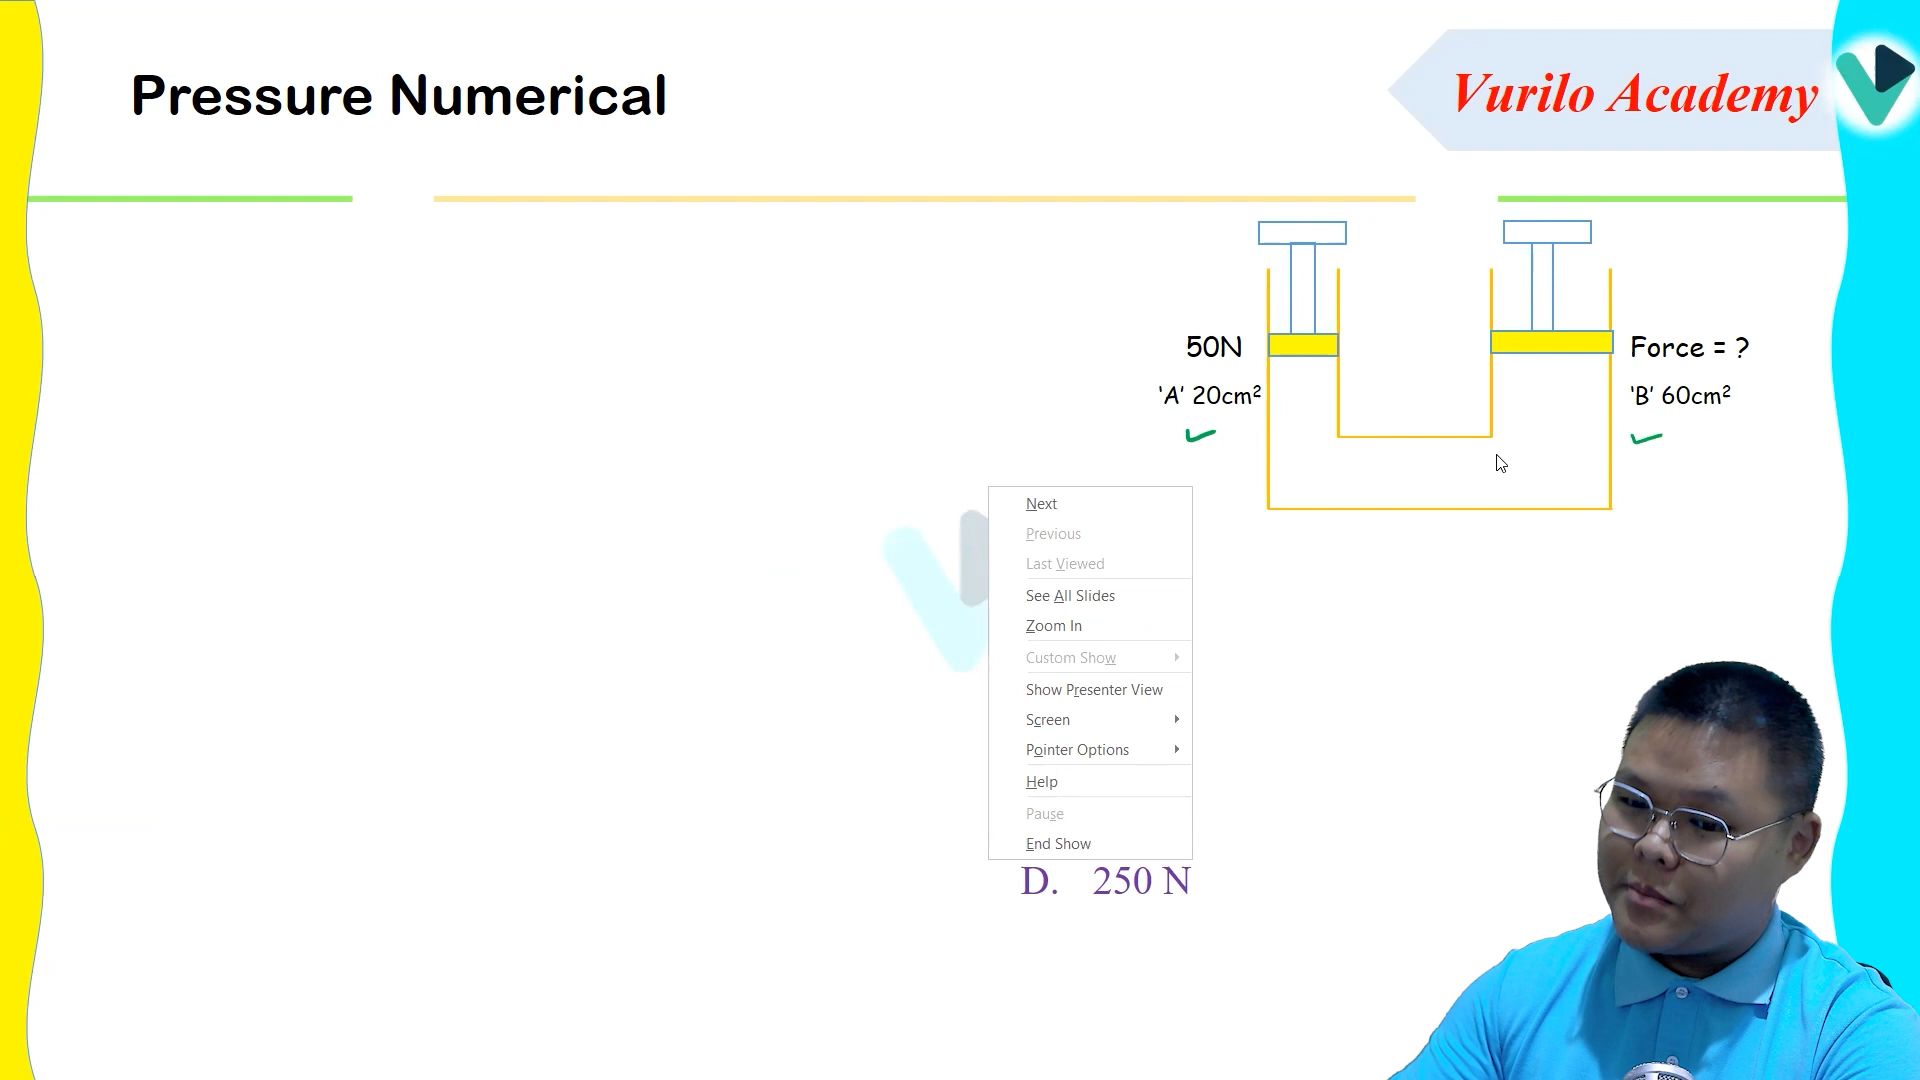 Pressure Numerical
Vurilo Academy
50N
Force = ?
‘A’ 20cm²
‘B’ 60cm²
Next
Previous
Last Viewed
See All Slides
Zoom In
Custom Show
Show Presenter View
Screen
Pointer Options
Help
Pause
End Show
D. 250 N